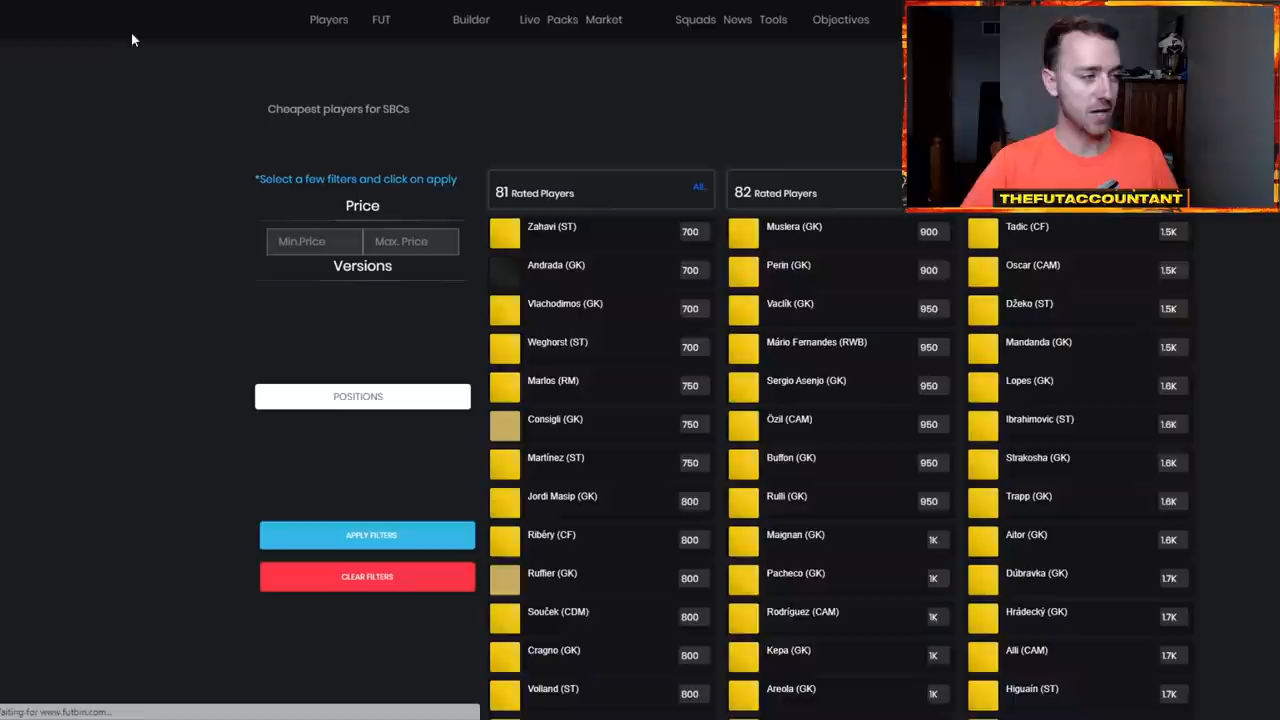 Players FUT Builder Live Packs Market Squads News Tools Objectives
Cheapest players for SBCs
*Select a few filters and click on apply
Price
Min.Price Max. Price
Versions
POSITIONS
APPLY FILTERS
CLEAR FILTERS
81 Rated Players All..
Zahavi (ST) 700
Andrada (GK) 700
Vlachodimos (GK) 700
Weghorst (ST) 700
Marlos (RM) 750
Consigli (GK) 750
Martínez (ST) 750
Jordi Masip (GK) 800
Ribéry (CF) 800
Ruffier (GK) 800
Souček (CDM) 800
Cragno (GK) 800
Volland (ST) 800
82 Rated Players
Muslera (GK) 900
Perin (GK) 900
Vaclík (GK) 950
Mário Fernandes (RWB) 950
Sergio Asenjo (GK) 950
Özil (CAM) 950
Buffon (GK) 950
Rulli (GK) 950
Maignan (GK) 1K
Pacheco (GK) 1K
Rodríguez (CAM) 1K
Kepa (GK) 1K
Areola (GK) 1K
Tadic (CF) 1.5K
Oscar (CAM) 1.5K
Džeko (ST) 1.5K
Mandanda (GK) 1.5K
Lopes (GK) 1.6K
Ibrahimovic (ST) 1.6K
Strakosha (GK) 1.6K
Trapp (GK) 1.6K
Aitor (GK) 1.6K
Dúbravka (GK) 1.7K
Hrádecký (GK) 1.7K
Alli (CAM) 1.7K
Higuaín (ST) 1.7K
THEFUTACCOUNTANT
aiting for www.futbin.com...